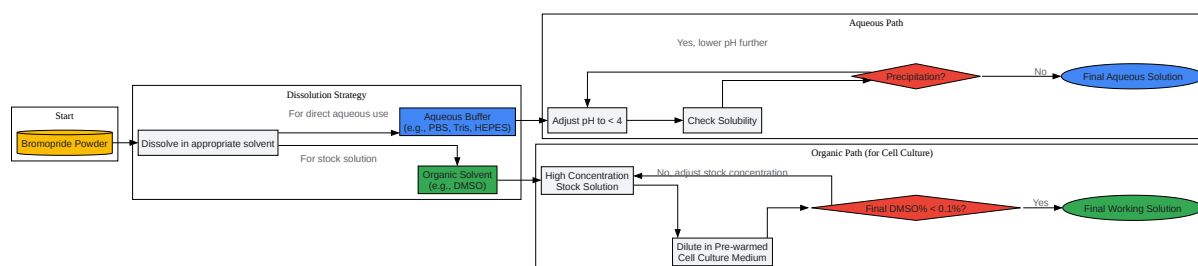 Start
Bromopride Powder
Dissolution Strategy
Dissolve in appropriate solvent
For direct aqueous use
For stock solution
Aqueous Buffer
(e.g., PBS, Tris, HEPES)
Organic Solvent
(e.g., DMSO)
Aqueous Path
Yes, lower pH further
Adjust pH to < 4
Check Solubility
Precipitation?
No
Final Aqueous Solution
Organic Path (for Cell Culture)
High Concentration
Stock Solution
No, adjust stock concentration
Dilute in Pre-warmed
Cell Culture Medium
Final DMSO% < 0.1%?
Yes
Final Working Solution